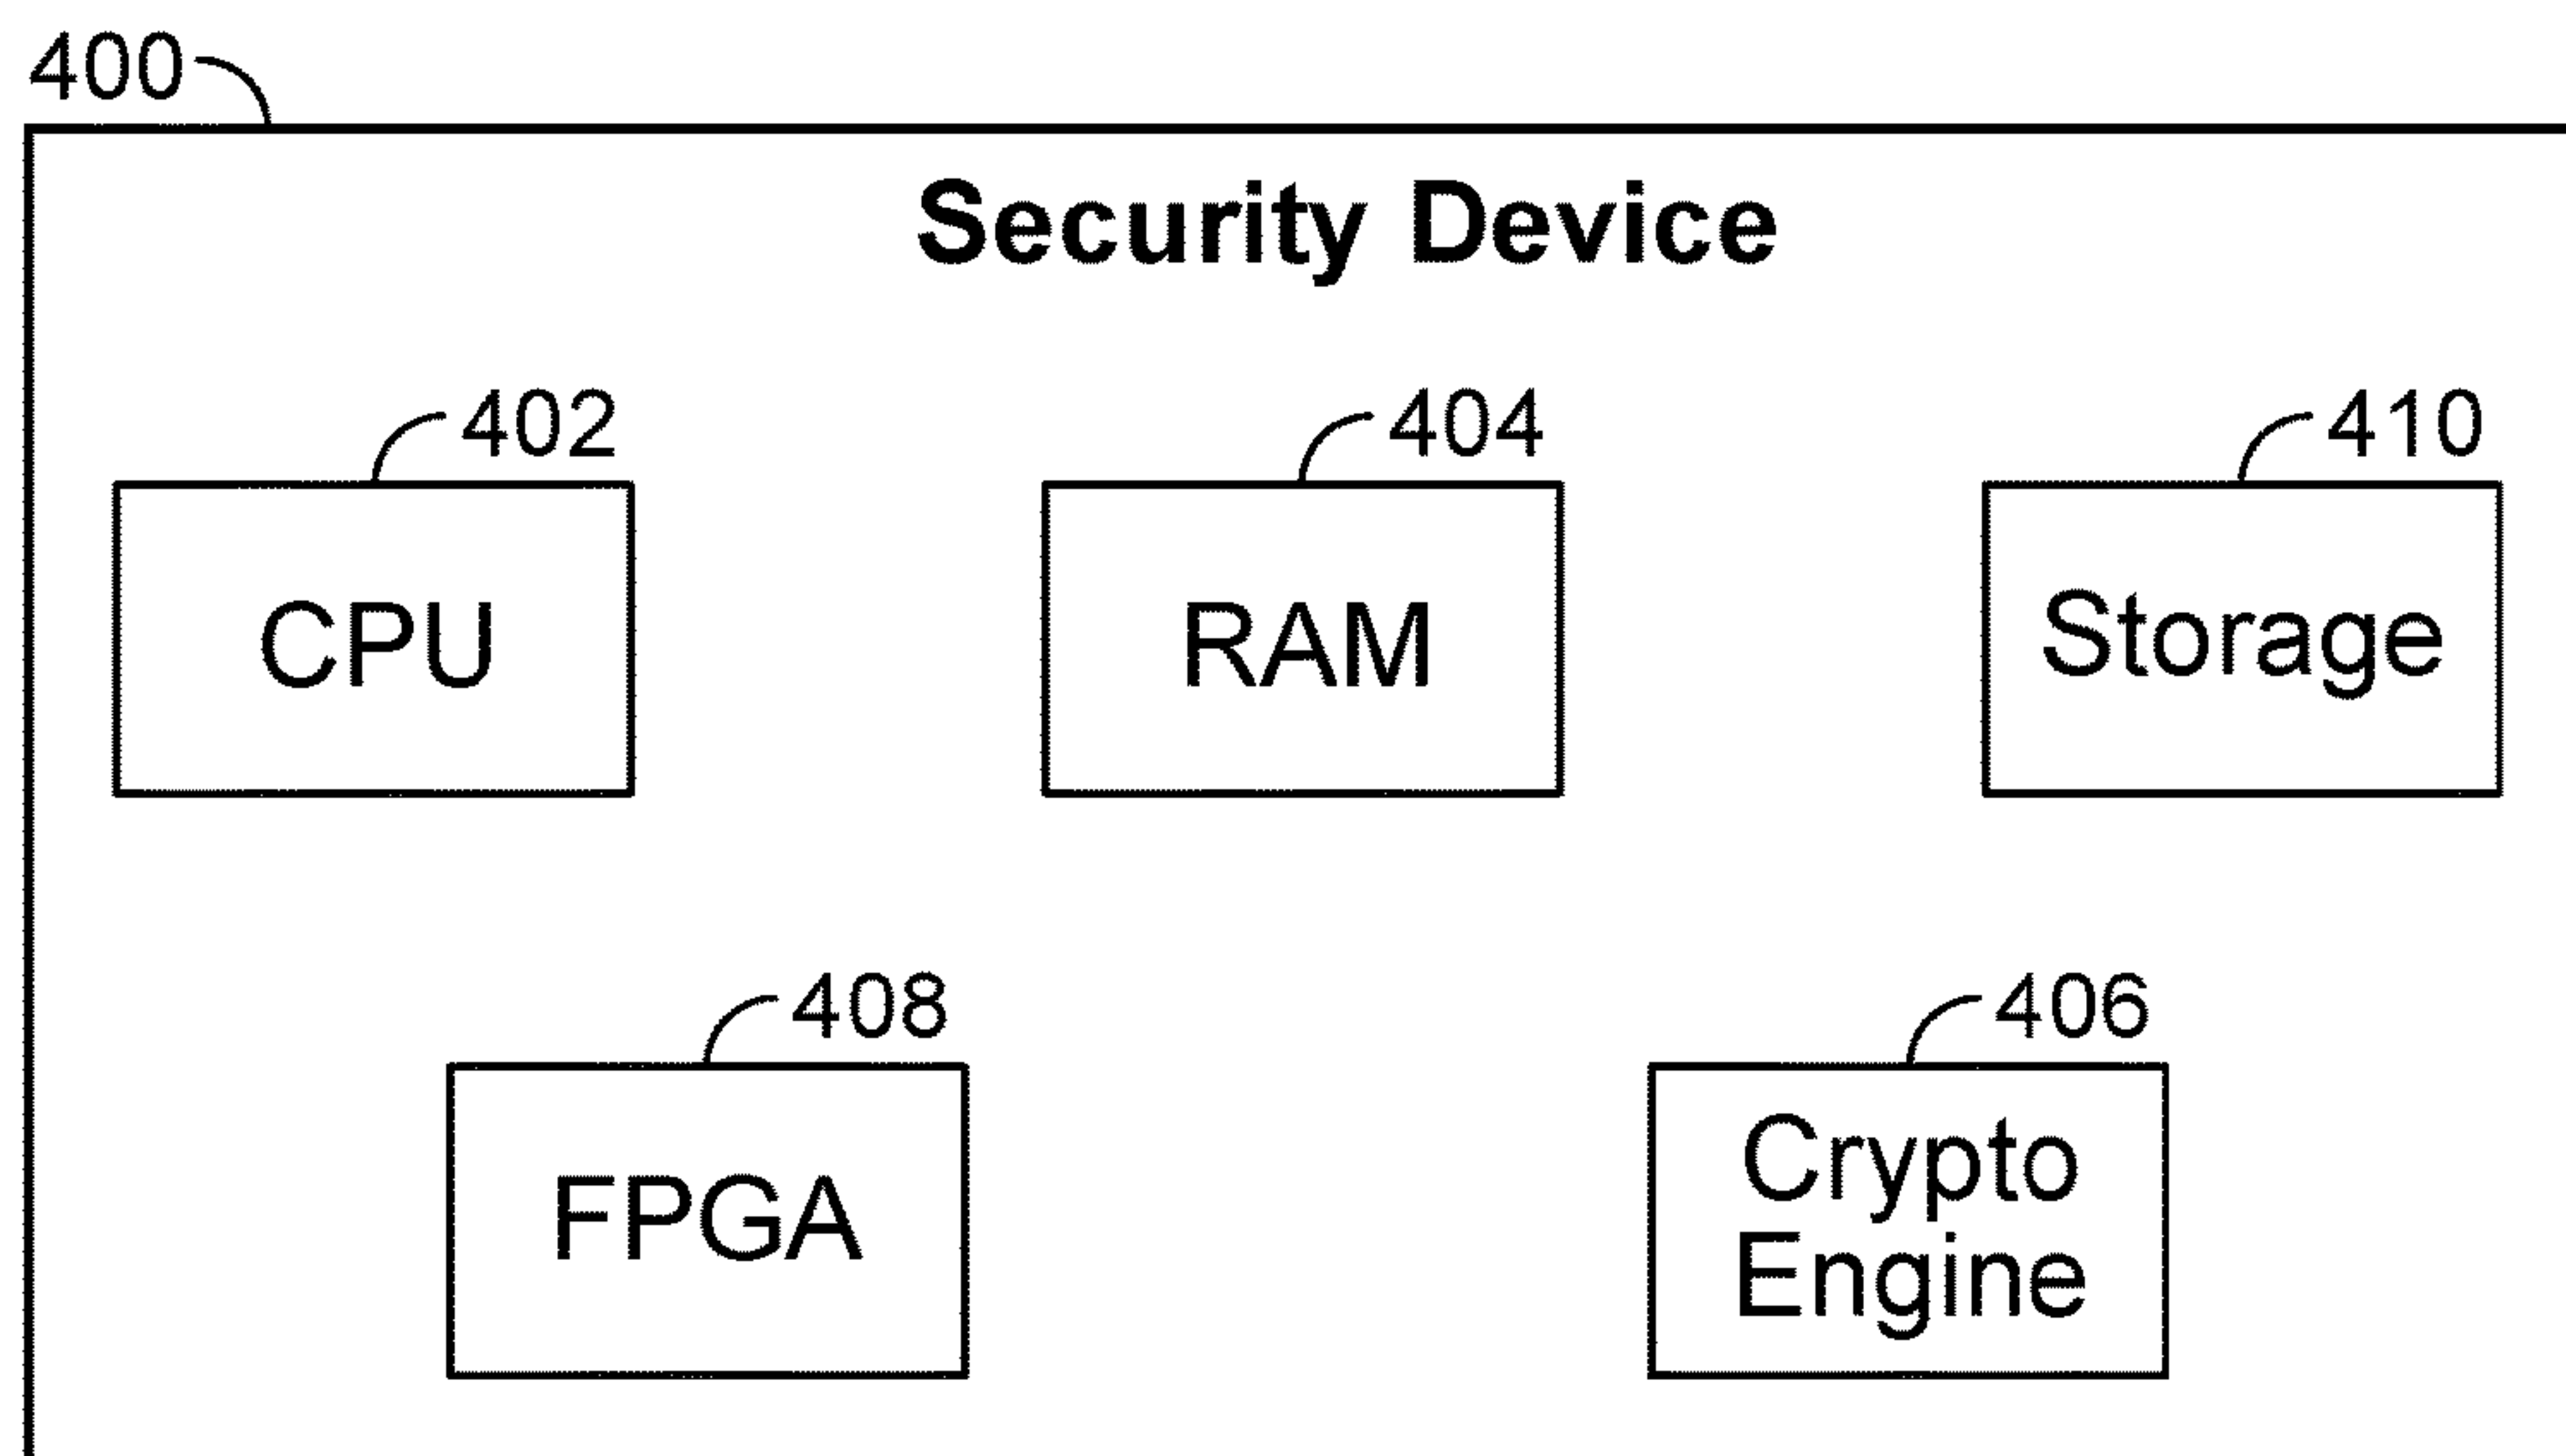 400
Security Device
402
404
410
CPU
RAM
Storage
408
406
FPGA
Crypto
Engine